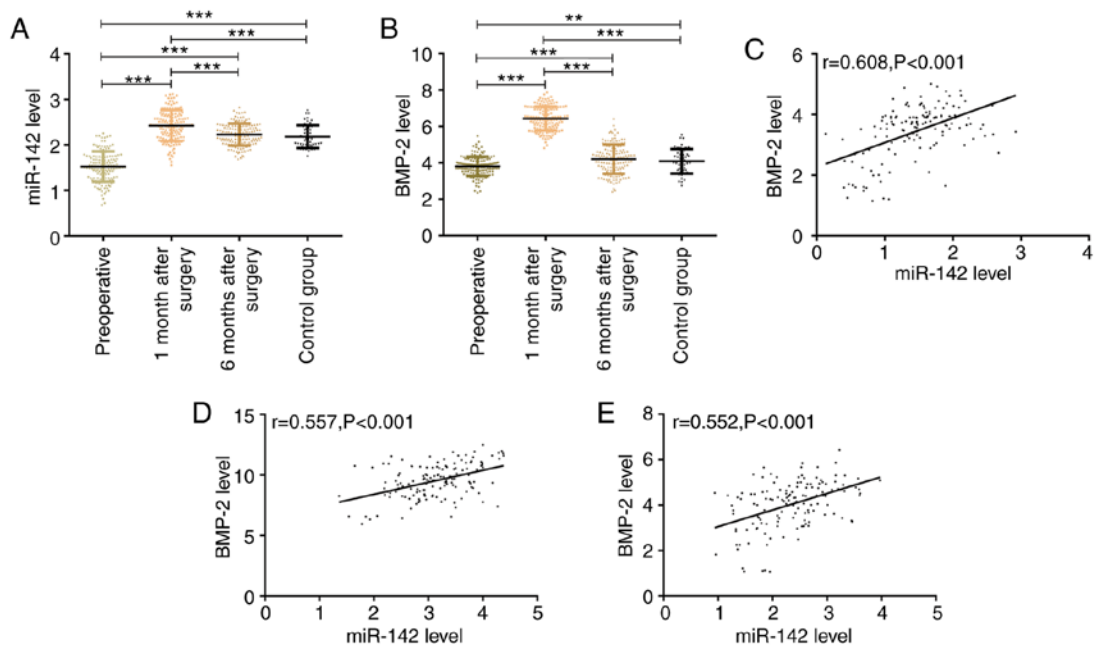 A
***
***
***
***
***
miR-142 level
4
3
2
1
0
Preoperative
1 month after
surgery
6 months after
surgery
Control group
B
**
***
***
***
***
BMP-2 level
10
8
6
4
2
0
Preoperative
1 month after
surgery
6 months after
surgery
Control group
C
r=0.608,P<0.001
BMP-2 level
6
4
2
0
0 1 2 3 4
miR-142 level
D
r=0.557,P<0.001
BMP-2 level
15
10
5
0
0 1 2 3 4 5
miR-142 level
E
r=0.552,P<0.001
BMP-2 level
8
6
4
2
0
0 1 2 3 4 5
miR-142 level